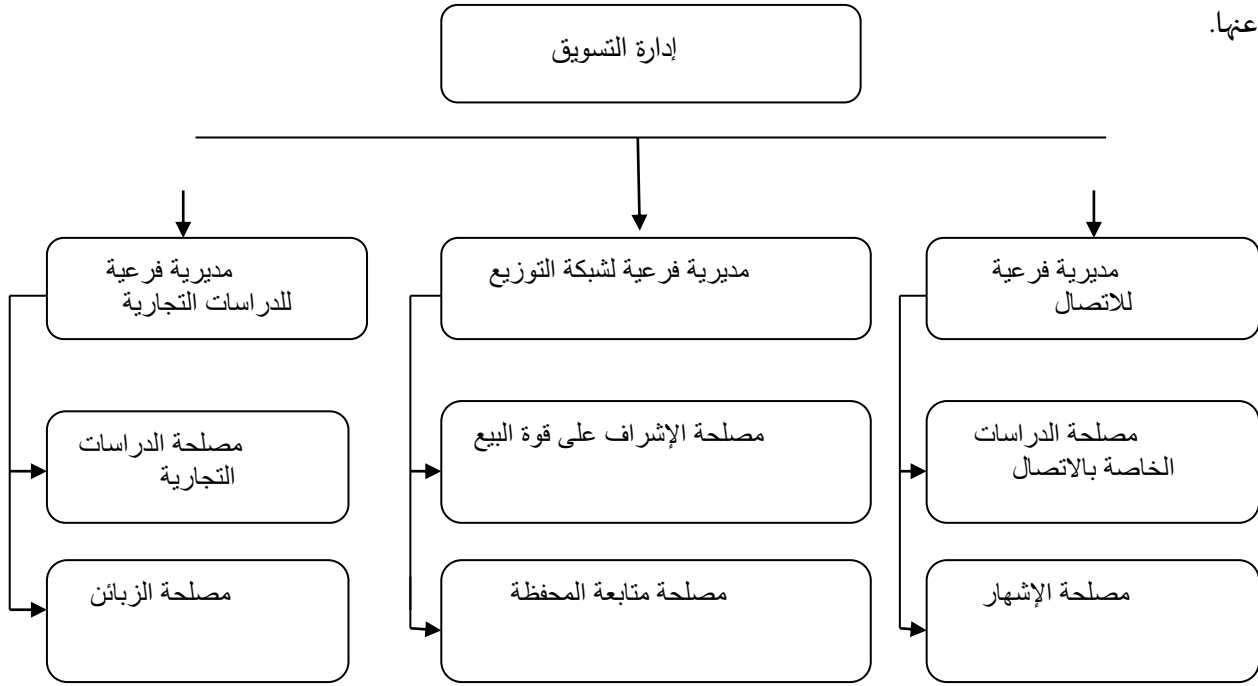 عنها.
إدارة التسويق
مديرية فرعية
للاتصال
مديرية فرعية لشبكة التوزيع
مديرية فرعية
للدراسات التجارية
مصلحة الدراسات
الخاصة بالاتصال
مصلحة الإشراف على قوة البيع
مصلحة الدراسات
التجارية
مصلحة الإشهار
مصلحة متابعة المحفظة
مصلحة الزبائن